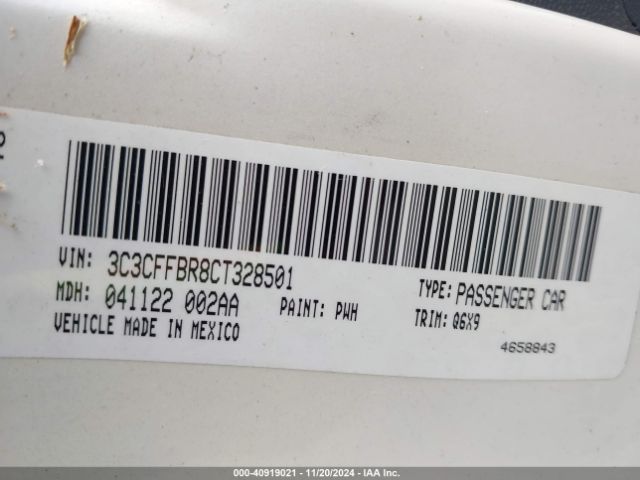 VIN: 3C3CFFBR8CT328501
MDH: 041122 002AA PAINT: PWH
VEHICLE MADE IN MEXICO
TYPE: PASSENGER CAR
TRIM: Q6X9
4658843
000-40919021 - 11/20/2024 - IAA Inc.